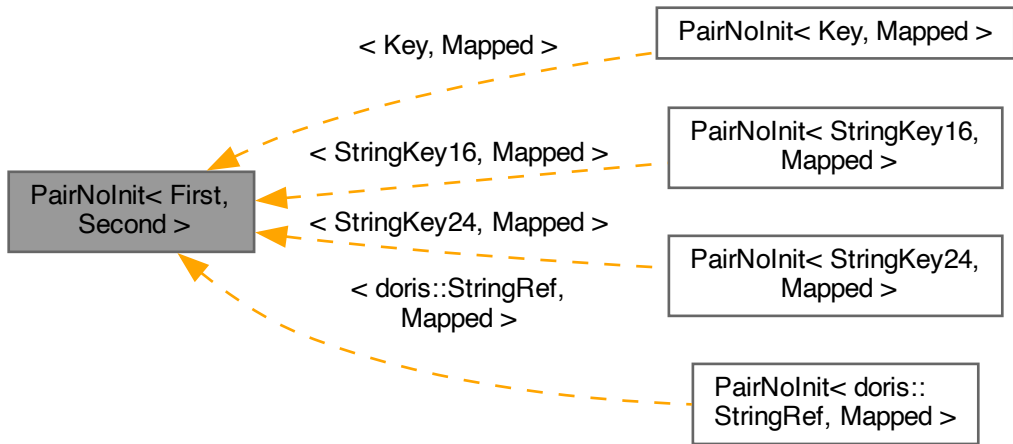 < Key, Mapped >
PairNoInit< Key, Mapped >
PairNoInit< StringKey16,
Mapped >
< StringKey16, Mapped >
PairNoInit< First,
Second >
< StringKey24, Mapped >
PairNoInit< StringKey24,
Mapped >
< doris::StringRef,
Mapped >
PairNoInit< doris::
StringRef, Mapped >